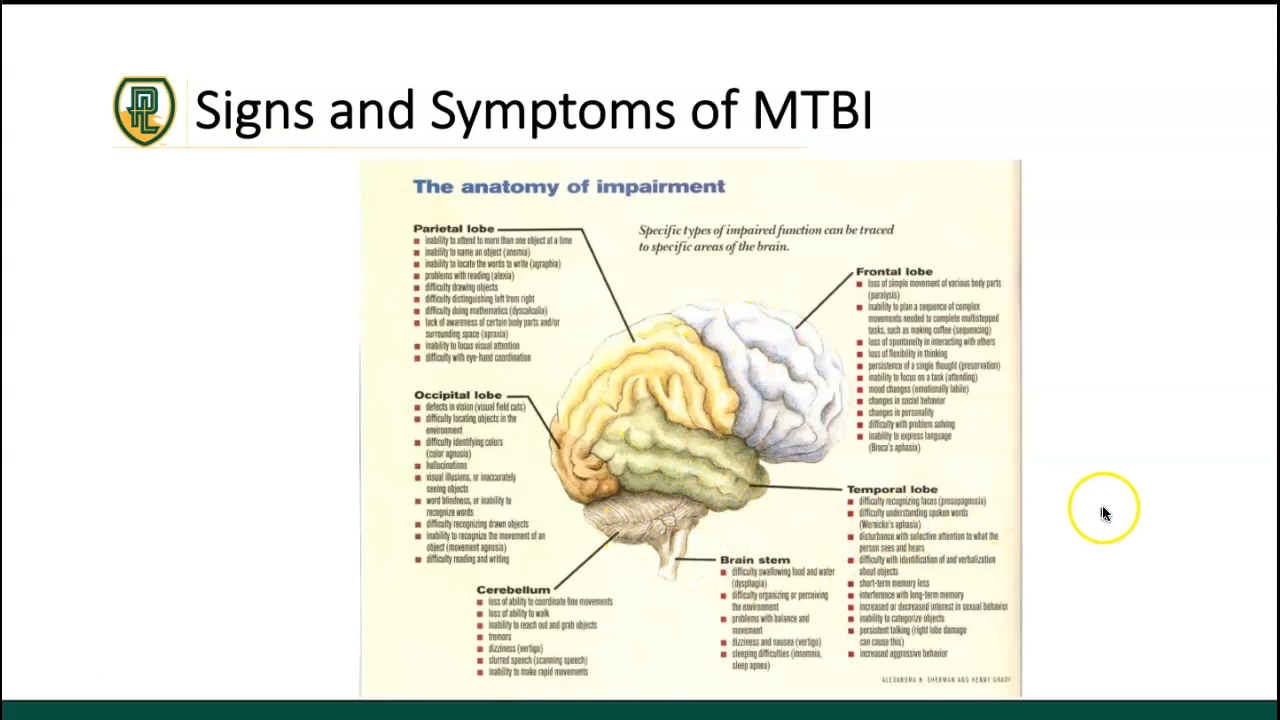 Signs and Symptoms of MTBI
The anatomy of impairment
Specific types of impaired function can be traced
to specific areas of the brain.
Parietal lobe
inability to attend to more than one object at a time
inability to name an object (anomia)
inability to locate the words to write (agraphia)
problems with reading (alexia)
difficulty drawing objects
difficulty distinguishing left from right
difficulty doing mathematics (dyscalculia)
lack of awareness of certain body parts and/or
surrounding space (apraxia)
inability to focus visual attention
difficulty with eye-hand coordination
Occipital lobe
defects in vision (visual field cuts)
difficulty locating objects in the
environment
difficulty identifying colors
(color agnosia)
hallucinations
visual illusions, or inaccurately
seeing objects
word blindness, or inability to
recognize words
difficulty recognizing drawn objects
inability to recognize the movement of an
object (movement agnosia)
difficulty reading and writing
Cerebellum
loss of ability to coordinate fine movements
loss of ability to walk
inability to reach out and grab objects
tremors
dizziness (vertigo)
slurred speech (scanning speech)
inability to make rapid movements
Brain stem
difficulty swallowing food and water
(dysphagia)
difficulty organizing or perceiving
the environment
problems with balance and
movement
dizziness and nausea (vertigo)
sleeping difficulties (insomnia,
sleep apnea)
Frontal lobe
loss of simple movement of various body parts
(paralysis)
inability to plan a sequence of complex
movements needed to complete multistepped
tasks, such as making coffee (sequencing)
loss of spontaneity in interacting with others
loss of flexibility in thinking
persistence of a single thought (preservation)
inability to focus on a task (attending)
mood changes (emotionally labile)
changes in social behavior
changes in personality
difficulty with problem solving
inability to express language
(Broca's aphasia)
Temporal lobe
difficulty recognizing faces (prosopagnosia)
difficulty understanding spoken words
(Wernicke's aphasia)
disturbance with selective attention to what the
person sees and hears
difficulty with identification of and verbalization
about objects
short-term memory loss
interference with long-term memory
increased or decreased interest in sexual behavior
inability to categorize objects
persistent talking (right lobe damage
can cause this)
increased aggressive behavior
ALEXANDRA B. SHERMAN AND KENNY GRADY